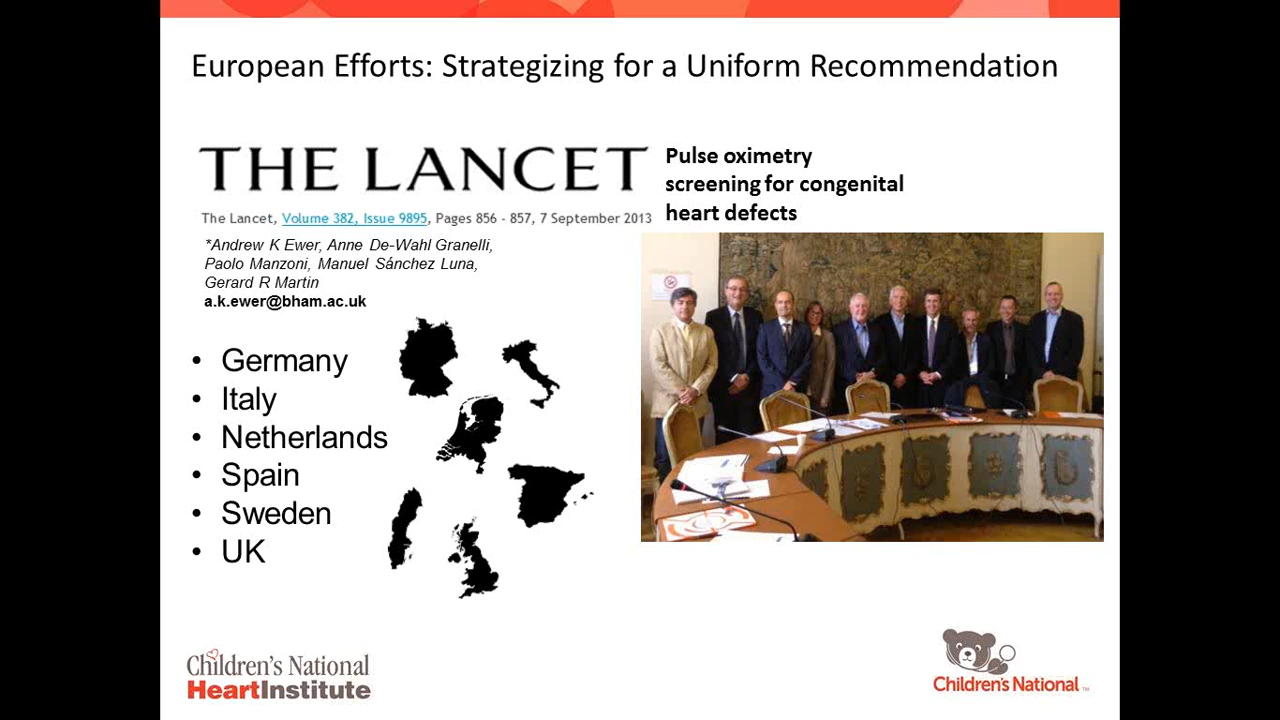 European Efforts: Strategizing for a Uniform Recommendation
THE LANCET
The Lancet, Volume 382, Issue 9895, Pages 856 - 857, 7 September 2013
Pulse oximetry
screening for congenital
heart defects
*Andrew K Ewer, Anne De-Wahl Granelli,
Paolo Manzoni, Manuel Sánchez Luna,
Gerard R Martin
a.k.ewer@bham.ac.uk
• Germany
• Italy
• Netherlands
• Spain
• Sweden
• UK
Children's National
HeartInstitute
Children's National TM